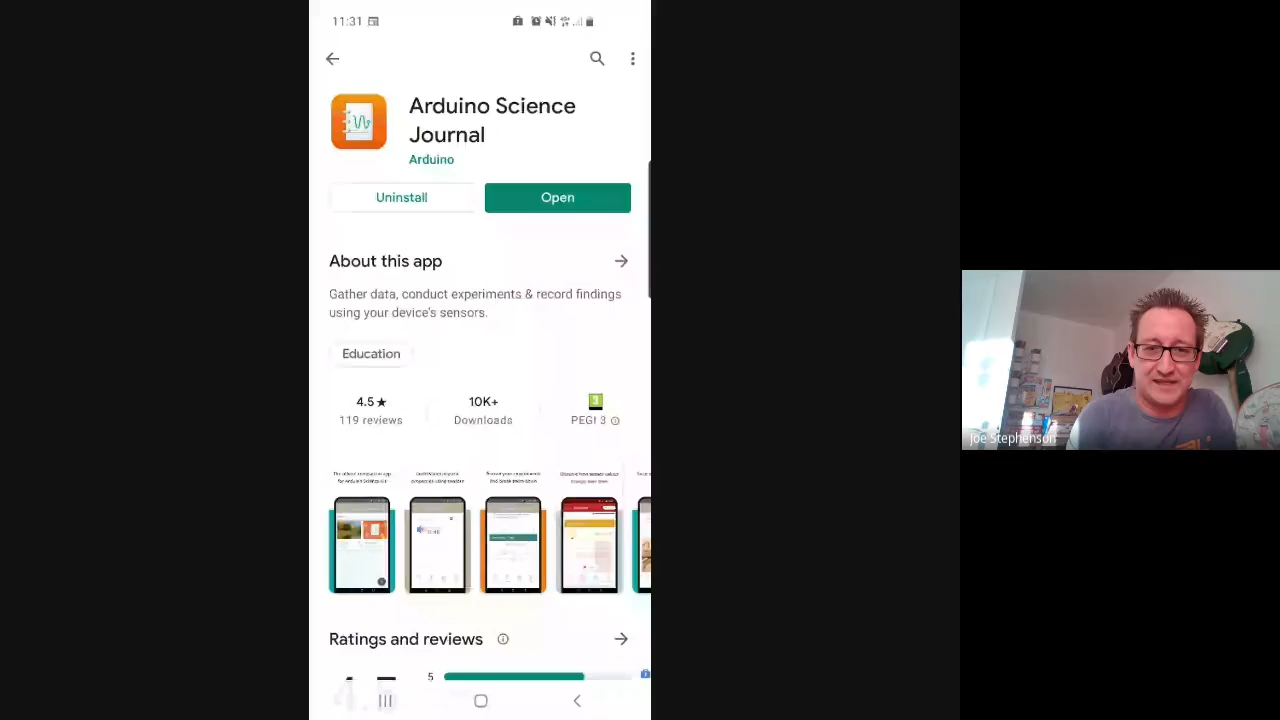 11:31
Arduino Science
Journal
Arduino
Uninstall
Open
About this app
Gather data, conduct experiments & record findings
using your device's sensors.
Education
4.5★
10K+
3
119 reviews
Downloads
PEGI 3
Ratings and reviews
5
Joe Stephenson